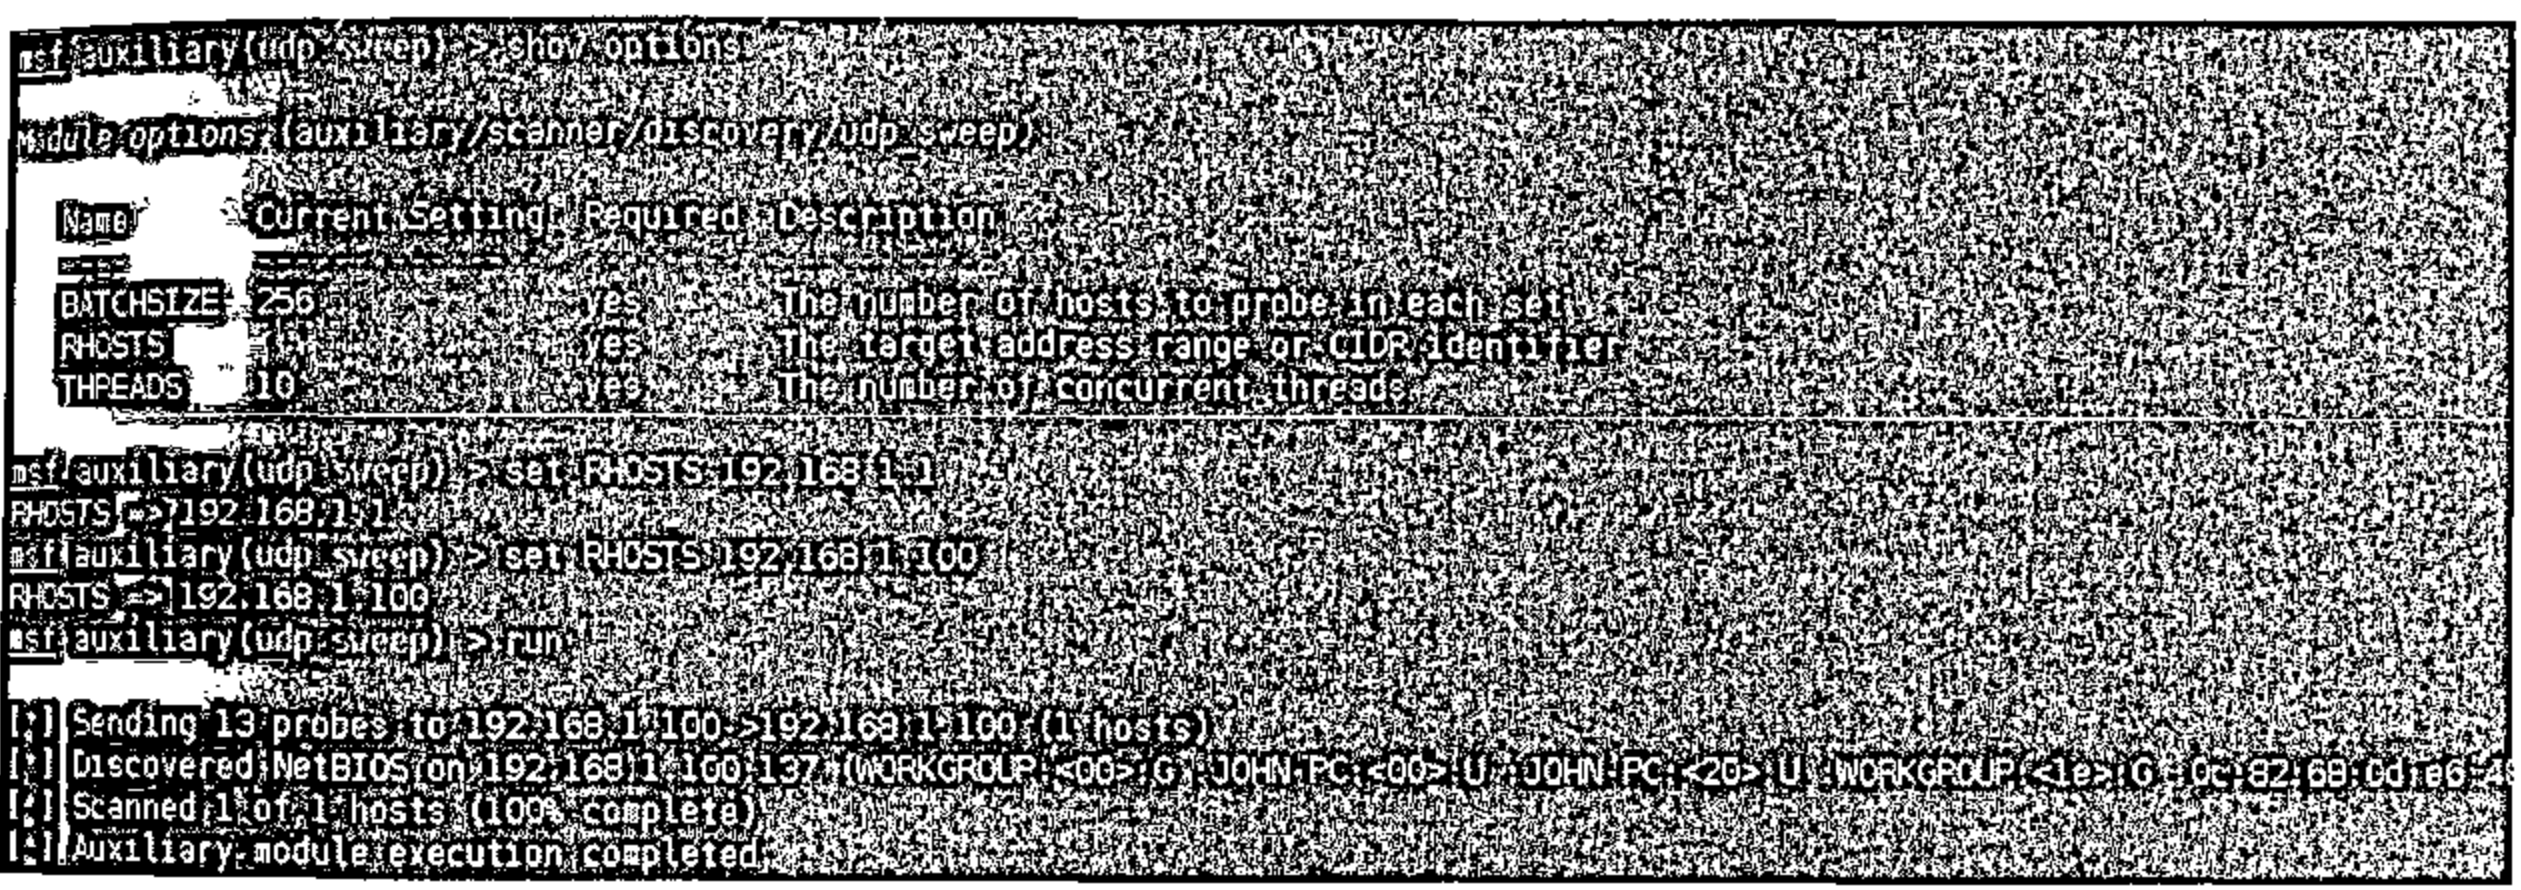 msf auxiliary(udp_sweep) > show options
Module options (auxiliary/scanner/discovery/udp_sweep)
Name Current Setting Required Description
---- --------------- -------- -----------
BATCHSIZE 256 yes The number of hosts to probe in each set
RHOSTS yes The target address range or CIDR identifier
THREADS 10 yes The number of concurrent threads
msf auxiliary(udp_sweep) > set RHOSTS 192.168.1.1
RHOSTS => 192.168.1.1
msf auxiliary(udp_sweep) > set RHOSTS 192.168.1.100
RHOSTS => 192.168.1.100
msf auxiliary(udp_sweep) > run
[*] Sending 13 probes to 192.168.1.100->192.168.1.100 (1 hosts)
[*] Discovered NetBIOS on 192.168.1.100:137 (WORKGROUP:<00>:G :JOHN-PC:<00>:U :JOHN-PC:<20>:U :WORKGROUP:<1e>:G :0c:82:68:0d:e6
[*] Scanned 1 of 1 hosts (100% complete)
[*] Auxiliary module execution completed